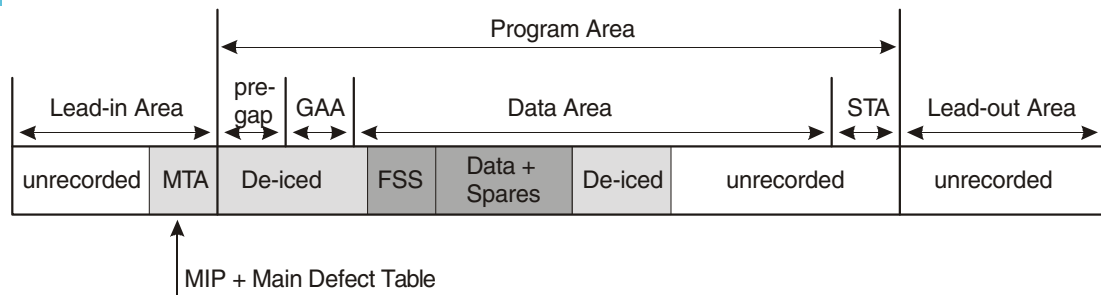 Program Area
Lead-in Area
pre-
gap
GAA
Data Area
STA
Lead-out Area
unrecorded
MTA
De-iced
FSS
Data +
Spares
De-iced
unrecorded
unrecorded
MIP + Main Defect Table